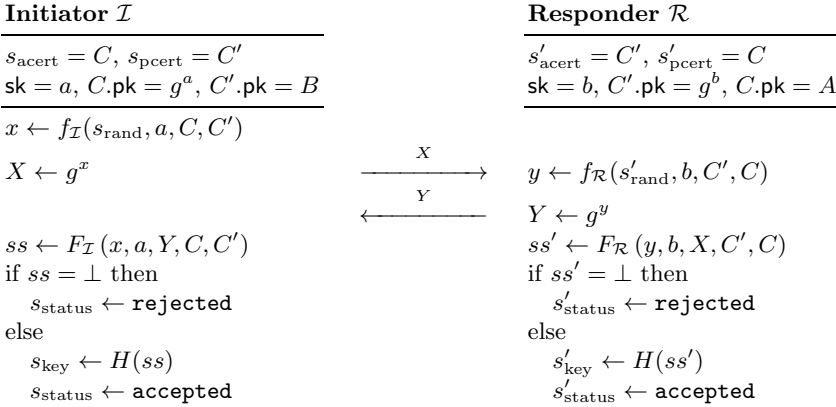 Initiator ℐ Responder ℛ
s_acert = C, s_pcert = C′ s′_acert = C′, s′_pcert = C
sk = a, C.pk = g^a, C′.pk = B sk = b, C′.pk = g^b, C.pk = A
x ← f_ℐ(s_rand, a, C, C′)
X ← g^x X y ← f_ℛ(s′_rand, b, C′, C)
Y Y ← g^y
ss ← F_ℐ (x, a, Y, C, C′) ss′ ← F_ℛ (y, b, X, C′, C)
if ss = ⊥ then if ss′ = ⊥ then
s_status ← rejected s′_status ← rejected
else else
s_key ← H(ss) s′_key ← H(ss′)
s_status ← accepted s′_status ← accepted